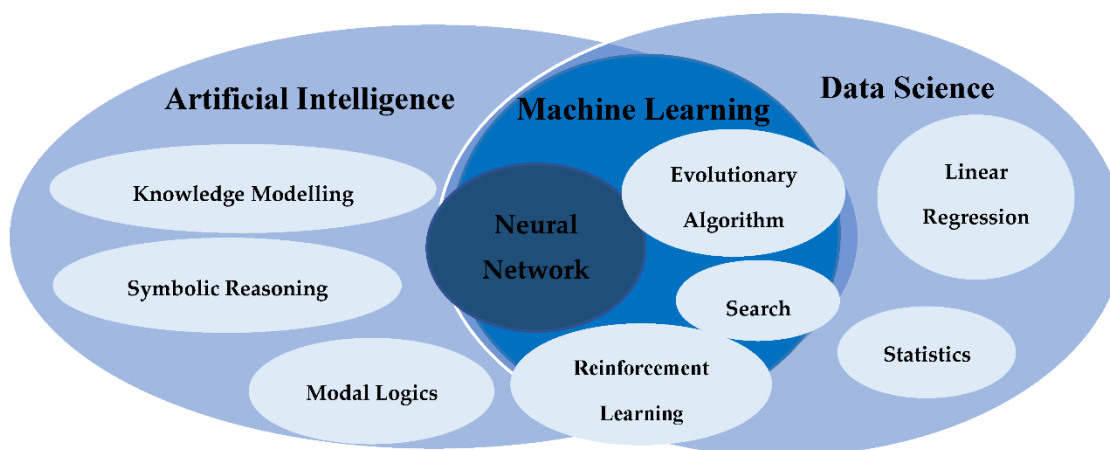 Artificial Intelligence
Machine Learning
Data Science
Knowledge Modelling
Symbolic Reasoning
Modal Logics
Neural
Network
Evolutionary
Algorithm
Search
Reinforcement
Learning
Linear
Regression
Statistics